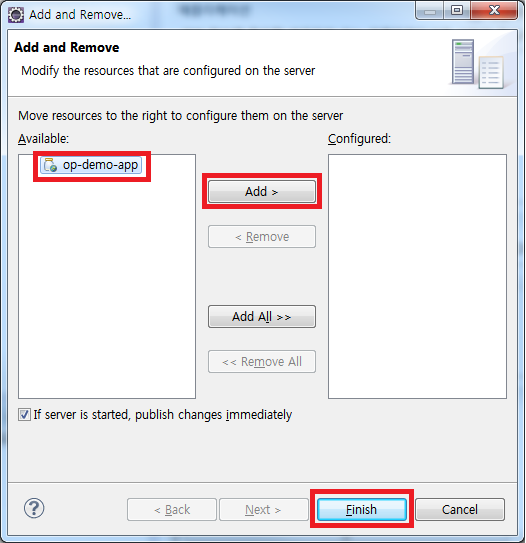 Add and Remove...
Add and Remove
Modify the resources that are configured on the server
Move resources to the right to configure them on the server
Available:
Configured:
op-demo-app
Add >
< Remove
Add All >>
<< Remove All
If server is started, publish changes immediately
?
< Back
Next >
Finish
Cancel